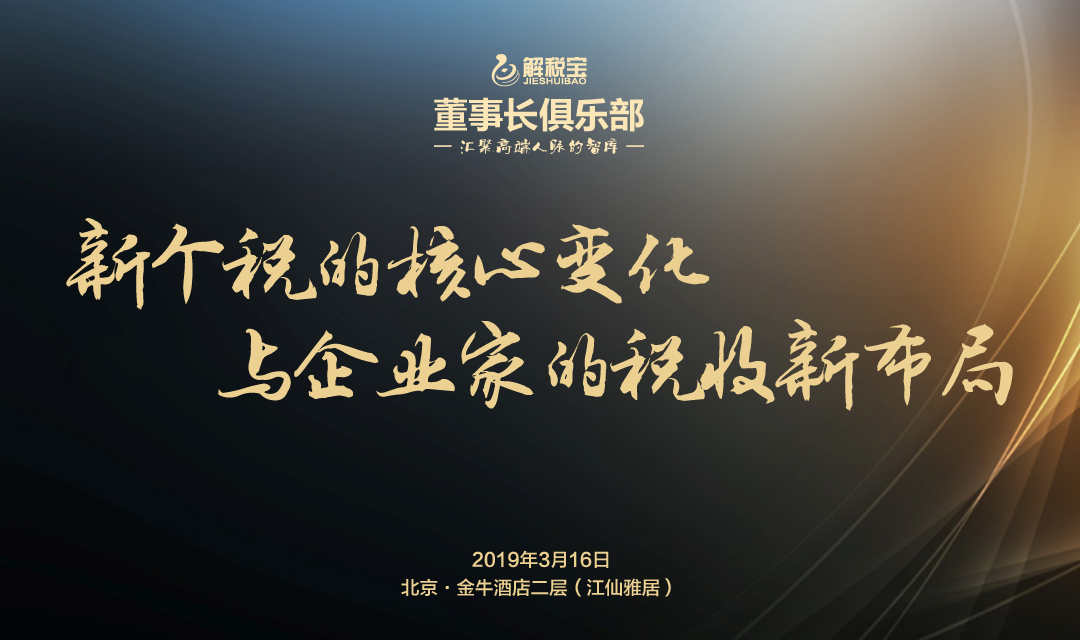 解税宝
JIESHUIBAO
董事长俱乐部
汇聚高端人脉的智库
新个税的核心变化
与企业家的税收新布局
2019年3月16日
北京·金牛酒店二层（江仙雅居）